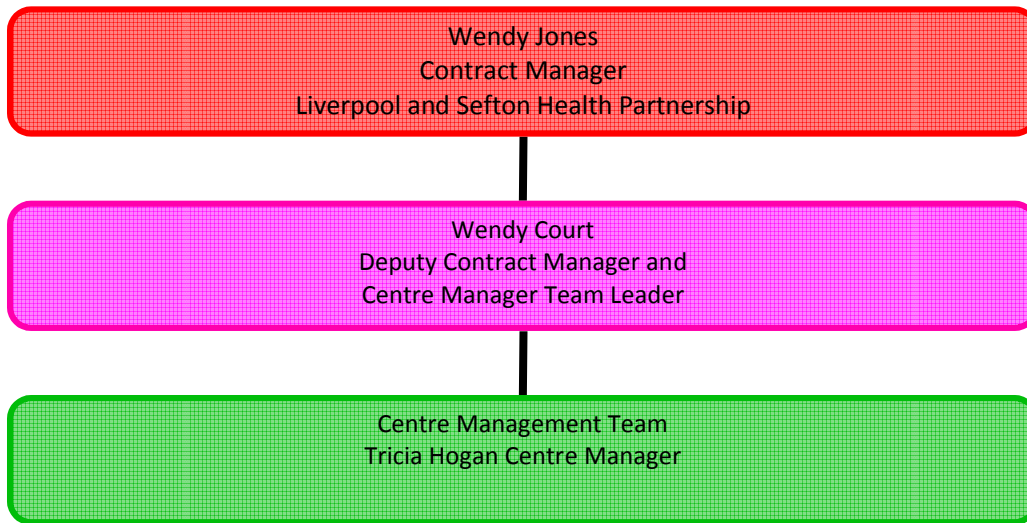 Wendy Jones
Contract Manager
Liverpool and Sefton Health Partnership
Wendy Court
Deputy Contract Manager and
Centre Manager Team Leader
Centre Management Team
Tricia Hogan Centre Manager